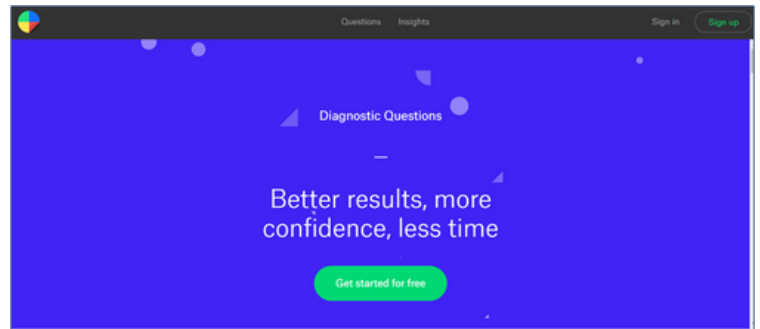 Questions Insights Sign in Sign up
Diagnostic Questions
Better results, more
confidence, less time
Get started for free